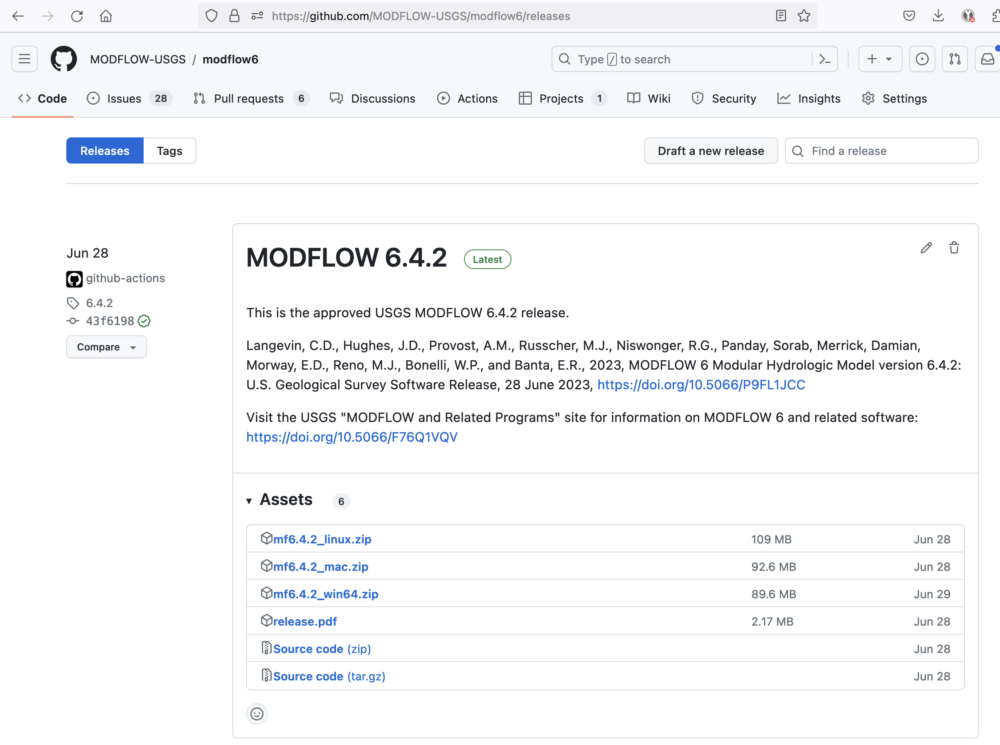 https://github.com/MODFLOW-USGS/modflow6/releases
MODFLOW-USGS / modflow6
Type / to search
Code Issues 28 Pull requests 6 Discussions Actions Projects 1 Wiki Security Insights Settings
Releases Tags
Draft a new release
Find a release
Jun 28
github-actions
6.4.2
43f6198
Compare
MODFLOW 6.4.2 Latest
This is the approved USGS MODFLOW 6.4.2 release.
Langevin, C.D., Hughes, J.D., Provost, A.M., Russcher, M.J., Niswonger, R.G., Panday, Sorab, Merrick, Damian,
Morway, E.D., Reno, M.J., Bonelli, W.P., and Banta, E.R., 2023, MODFLOW 6 Modular Hydrologic Model version 6.4.2:
U.S. Geological Survey Software Release, 28 June 2023, https://doi.org/10.5066/P9FL1JCC
Visit the USGS "MODFLOW and Related Programs" site for information on MODFLOW 6 and related software:
https://doi.org/10.5066/F76Q1VQV
Assets 6
mf6.4.2_linux.zip 109 MB Jun 28
mf6.4.2_mac.zip 92.6 MB Jun 28
mf6.4.2_win64.zip 89.6 MB Jun 29
release.pdf 2.17 MB Jun 28
Source code (zip) Jun 28
Source code (tar.gz) Jun 28